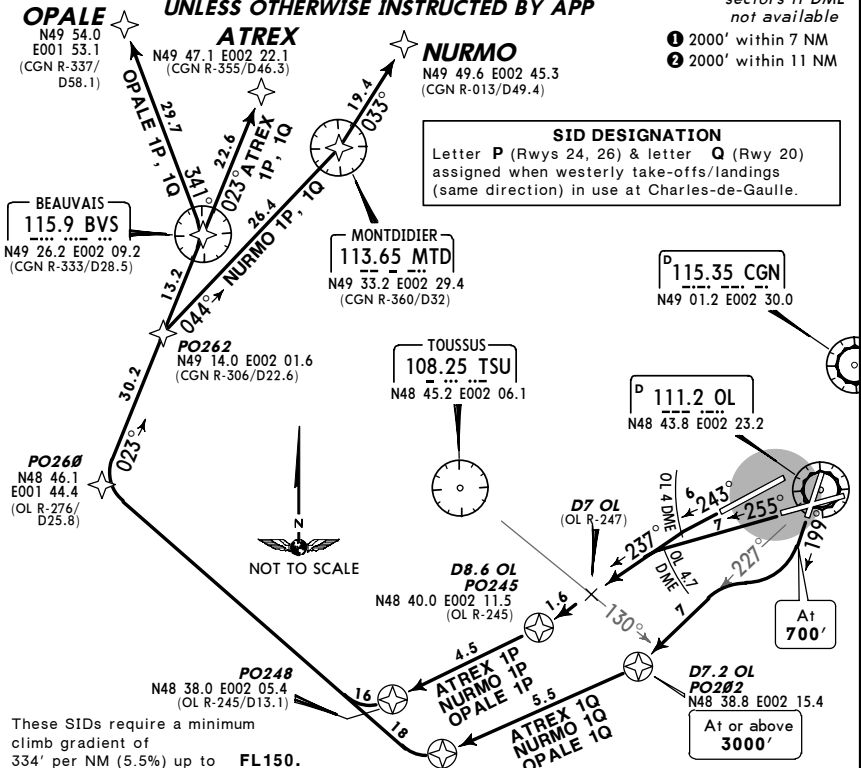 UNLESS OTHERWISE INSTRUCTED BY APP
sectors if DME
not available
❶ 2000' within 7 NM
❷ 2000' within 11 NM
OPALE
N49 54.0
E001 53.1
(CGN R-337/
D58.1)
ATREX
N49 47.1 E002 22.1
(CGN R-355/D46.3)
NURMO
N49 49.6 E002 45.3
(CGN R-013/D49.4)
SID DESIGNATION
Letter P (Rwys 24, 26) & letter Q (Rwy 20)
assigned when westerly take-offs/landings
(same direction) in use at Charles-de-Gaulle.
29.7
OPALE 1P, 1Q
341°
22.6
023° ATREX
1P, 1Q
19.4
033°
26.4
044° NURMO 1P, 1Q
BEAUVAIS
115.9 BVS
N49 26.2 E002 09.2
(CGN R-333/D28.5)
MONTDIDIER
113.65 MTD
N49 33.2 E002 29.4
(CGN R-360/D32)
D 115.35 CGN
N49 01.2 E002 30.0
13.2
PO262
N49 14.0 E002 01.6
(CGN R-306/D22.6)
TOUSSUS
108.25 TSU
N48 45.2 E002 06.1
D 111.2 OL
N48 43.8 E002 23.2
30.2
023°
PO26Ø
N48 46.1
E001 44.4
(OL R-276/
D25.8)
N
NOT TO SCALE
D7 OL
(OL R-247)
OL 4 DME
6
243°
7
255°
237°
OL 4.7
DME
227°
199°
7
130°
At
700'
D8.6 OL
PO245
N48 40.0 E002 11.5
(OL R-245)
1.6
4.5
ATREX 1P
NURMO 1P
OPALE 1P
PO248
N48 38.0 E002 05.4
(OL R-245/D13.1)
16
18
5.5
ATREX 1Q
NURMO 1Q
OPALE 1Q
D7.2 OL
PO2Ø2
N48 38.8 E002 15.4
At or above
3000'
These SIDs require a minimum
climb gradient of
334' per NM (5.5%) up to FL150.